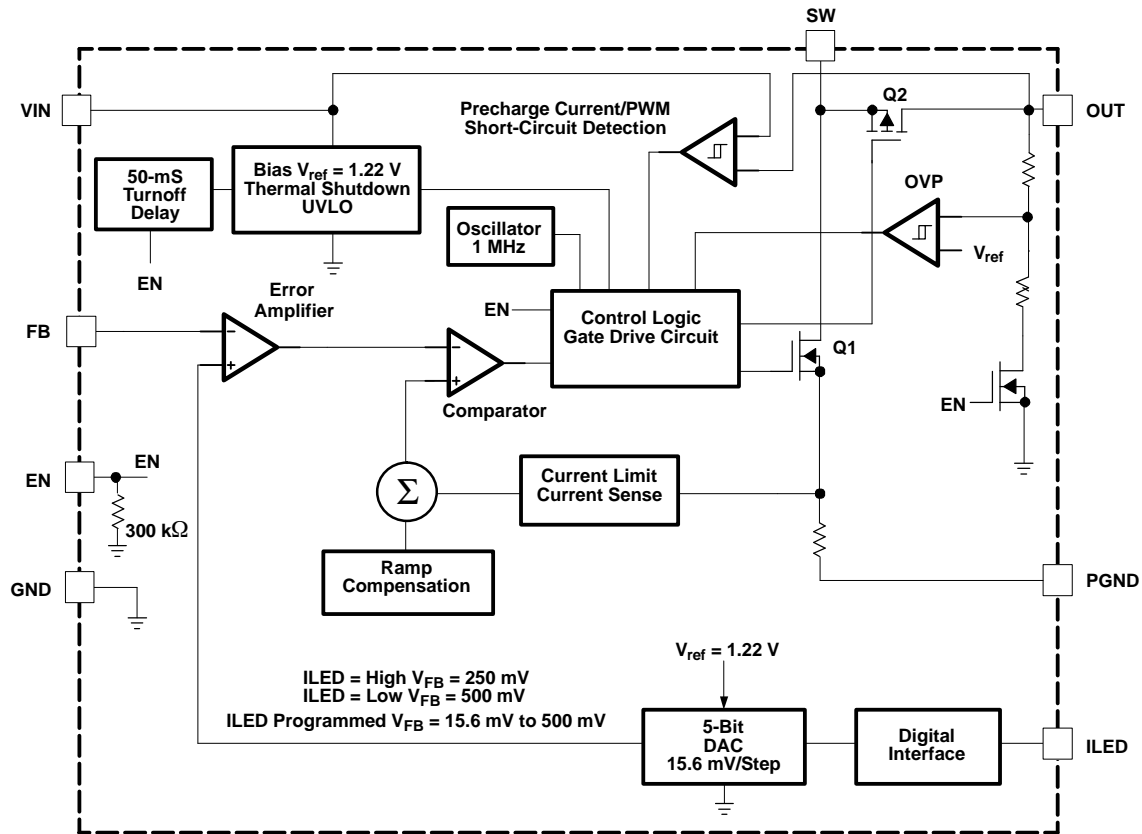 SW
VIN
Precharge Current/PWM
Short-Circuit Detection
Q2
OUT
50-mS
Turnoff
Delay
Bias Vref = 1.22 V
Thermal Shutdown
UVLO
OVP
Oscillator
1 MHz
Vref
EN
Error
Amplifier
EN
FB
−
+
−
+
Control Logic
Gate Drive Circuit
Q1
Comparator
EN
EN
EN
300 kΩ
Σ
Current Limit
Current Sense
Ramp
Compensation
GND
PGND
Vref = 1.22 V
ILED = High VFB = 250 mV
ILED = Low VFB = 500 mV
ILED Programmed VFB = 15.6 mV to 500 mV
5-Bit
DAC
15.6 mV/Step
Digital
Interface
ILED